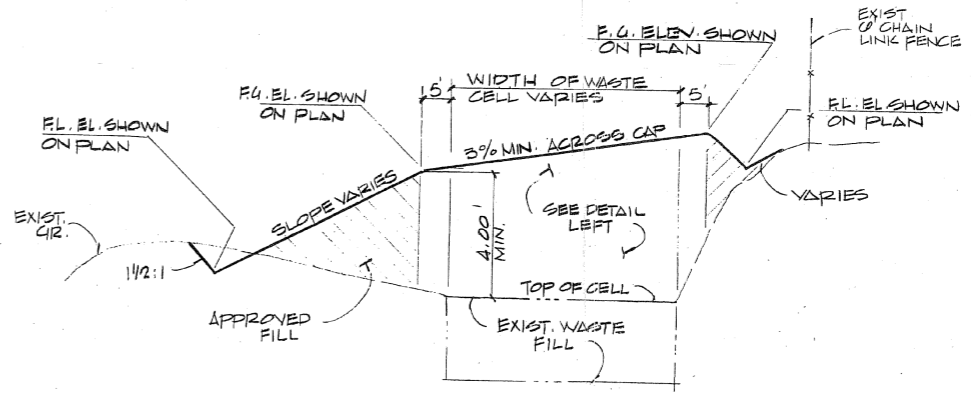 EXIST
6' CHAIN
LINK FENCE
F.G. ELEV. SHOWN
ON PLAN
5'
WIDTH OF WASTE
CELL VARIES
5'
F.G. EL. SHOWN
ON PLAN
F.L. EL SHOWN
ON PLAN
F.L. EL. SHOWN
ON PLAN
3% MIN. ACROSS CAP
SLOPE VARIES
VARIES
SEE DETAIL
LEFT
EXIST.
GR.
4.00'
MIN.
1 1/2:1
TOP OF CELL
APPROVED
FILL
EXIST. WASTE
FILL